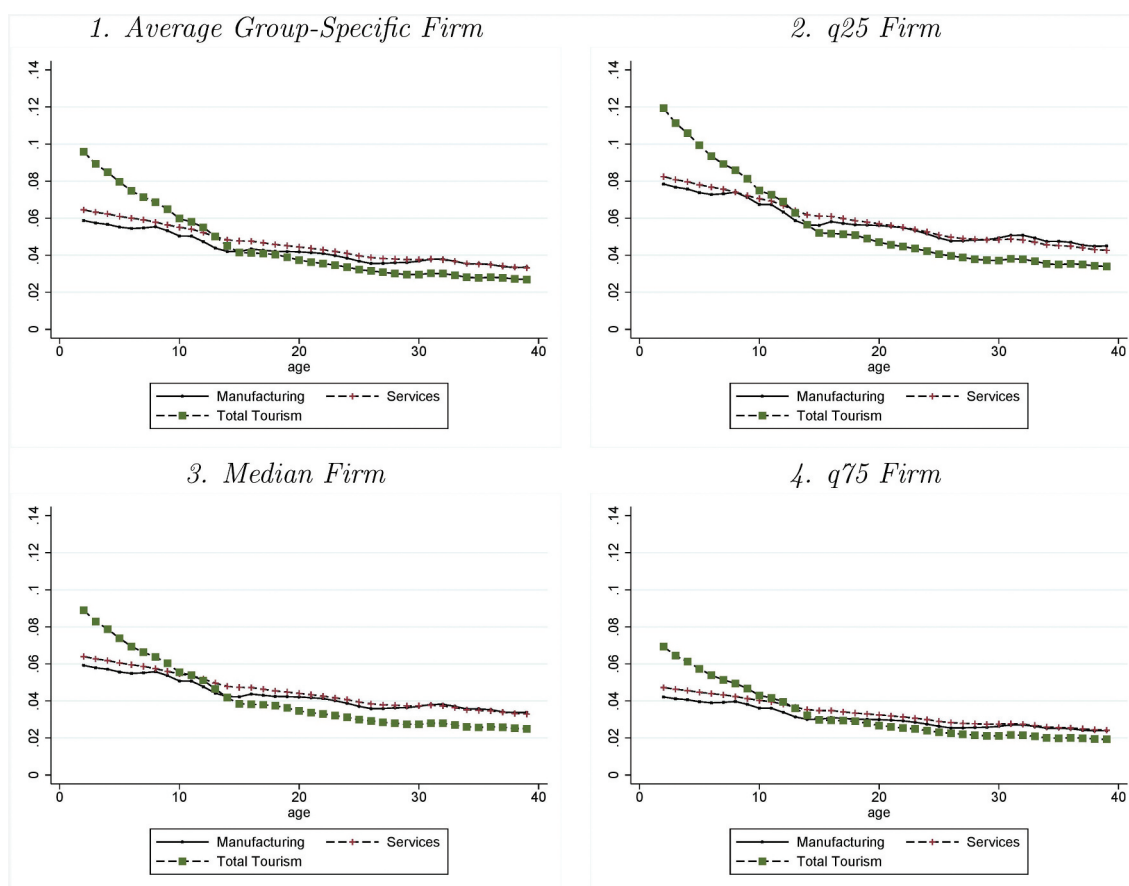 1. Average Group-Specific Firm
.14
.12
.1
.08
.06
.04
.02
0
0 10 20 30 40
age
Manufacturing Services
Total Tourism
2. q25 Firm
.14
.12
.1
.08
.06
.04
.02
0
0 10 20 30 40
age
Manufacturing Services
Total Tourism
3. Median Firm
.14
.12
.1
.08
.06
.04
.02
0
0 10 20 30 40
age
Manufacturing Services
Total Tourism
4. q75 Firm
.14
.12
.1
.08
.06
.04
.02
0
0 10 20 30 40
age
Manufacturing Services
Total Tourism